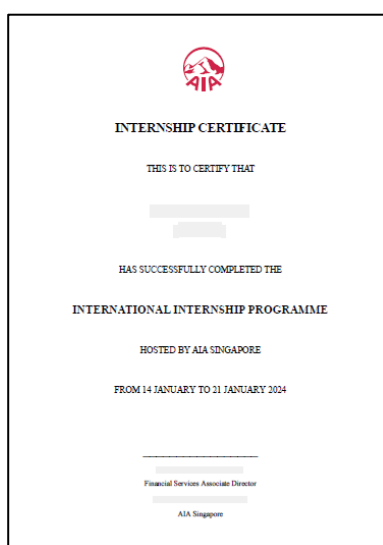 AIA
INTERNSHIP CERTIFICATE
THIS IS TO CERTIFY THAT
HAS SUCCESSFULLY COMPLETED THE
INTERNATIONAL INTERNSHIP PROGRAMME
HOSTED BY AIA SINGAPORE
FROM 14 JANUARY TO 21 JANUARY 2024
Financial Services Associate Director
AIA Singapore